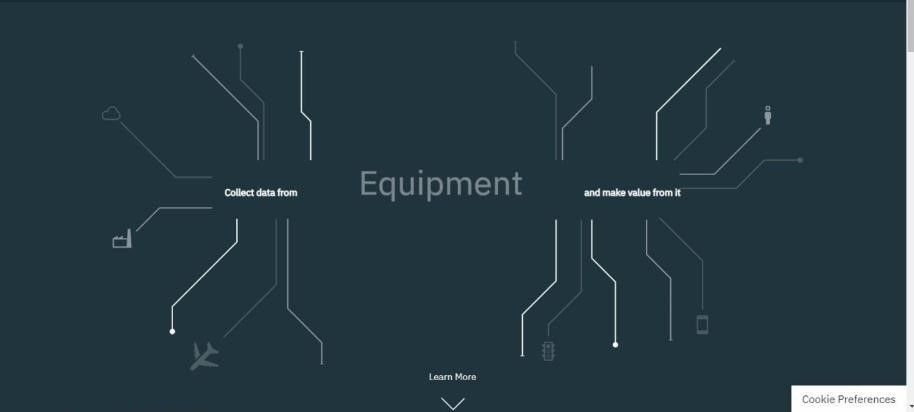 Collect data from
Equipment
and make value from it
Learn More
Cookie Preferences